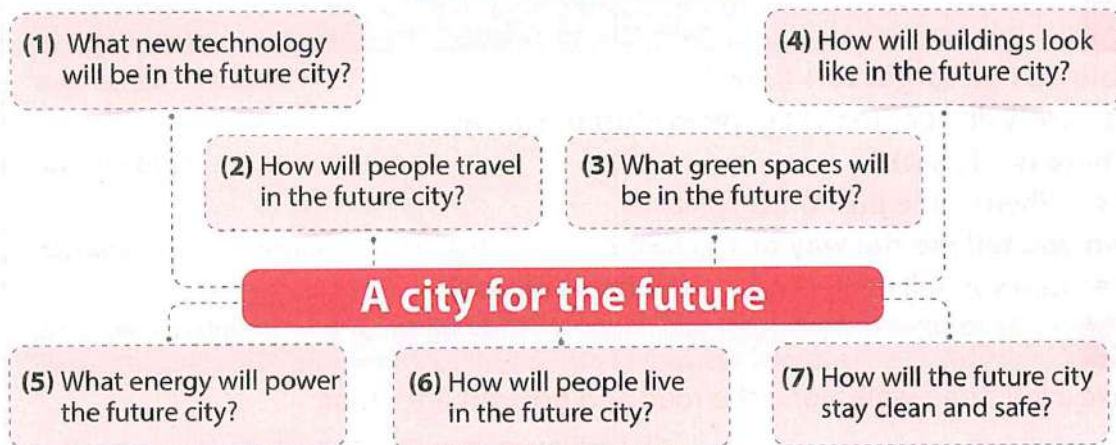 (1) What new technology
will be in the future city?
(4) How will buildings look
like in the future city?
(2) How will people travel
in the future city?
(3) What green spaces will
be in the future city?
A city for the future
(5) What energy will power
the future city?
(6) How will people live
in the future city?
(7) How will the future city
stay clean and safe?